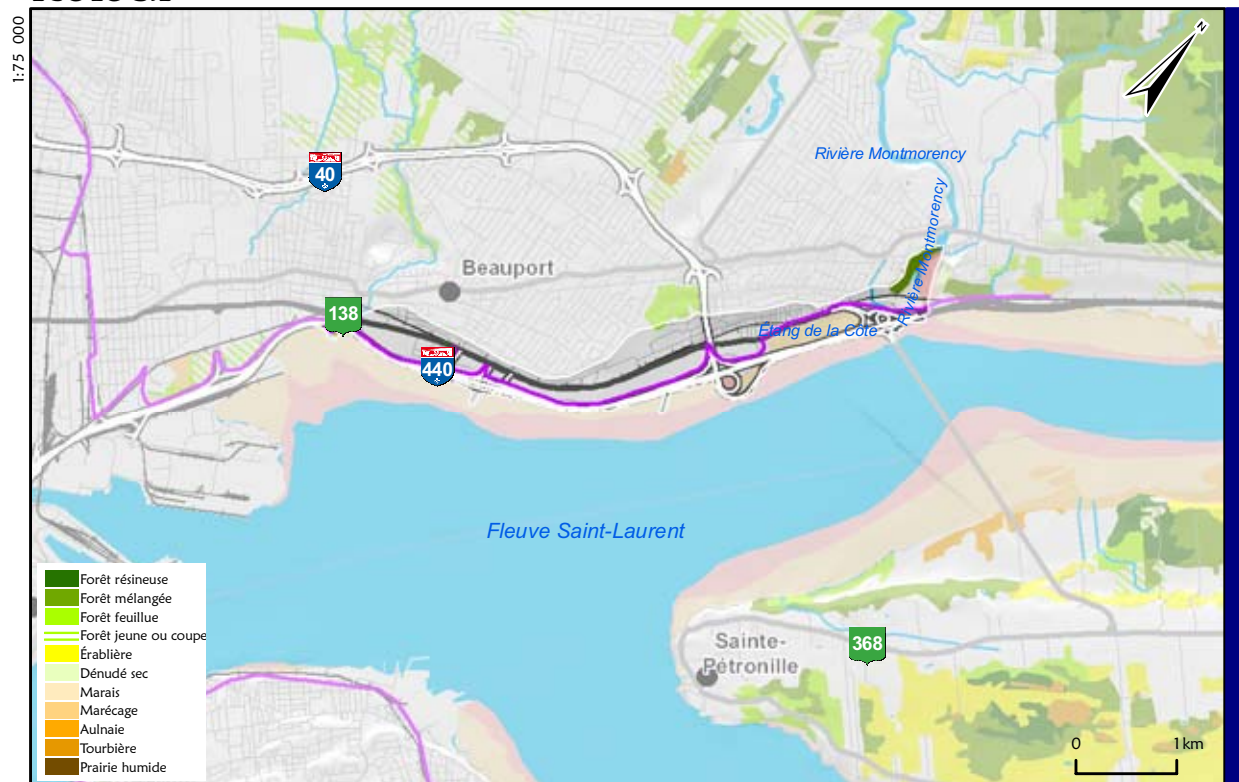 1:75 000
N
Rivière Montmorency
40
Rivière Montmorency
Beauport
138
Étang de la Côte
440
Fleuve Saint-Laurent
Sainte-
Pétronille
368
Forêt résineuse
Forêt mélangée
Forêt feuillue
Forêt jeune ou coupe
Érablière
Dénudé sec
Marais
Marécage
Aulnaie
Tourbière
Prairie humide
0 1 km